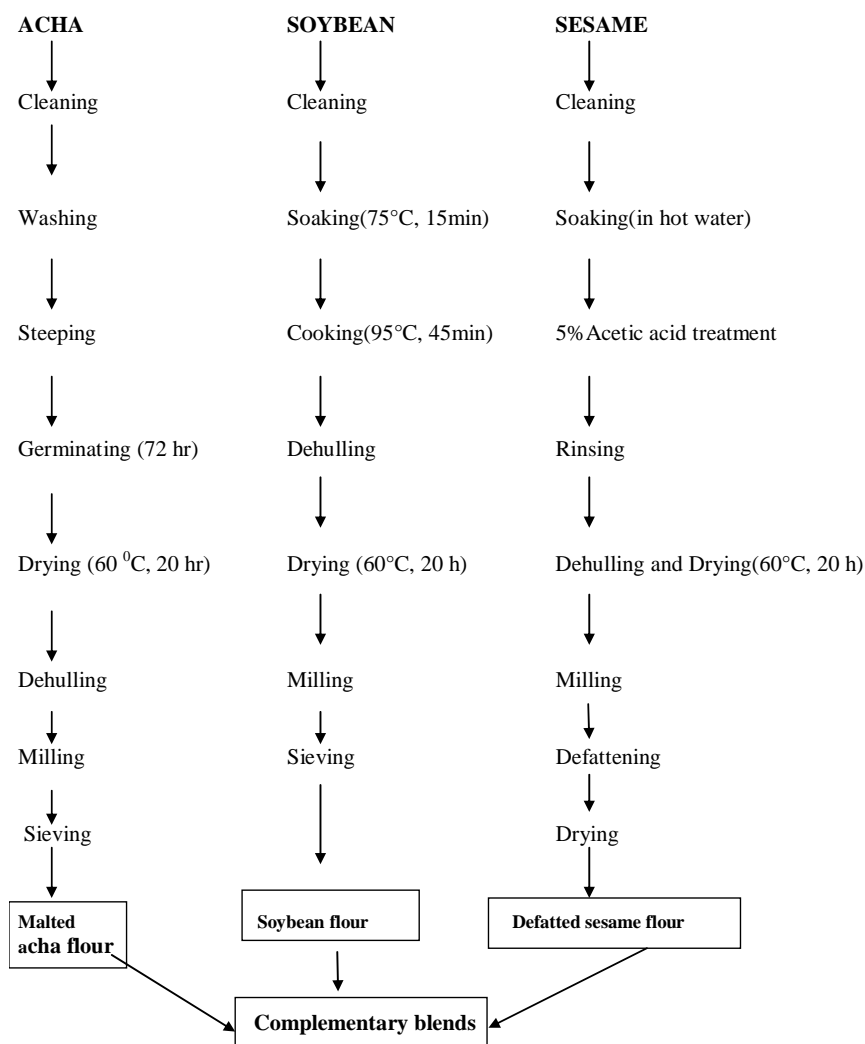 ACHA
Cleaning
Washing
Steeping
Germinating (72 hr)
Drying (60 ⁰C, 20 hr)
Dehulling
Milling
Sieving
Malted
acha flour
SOYBEAN
Cleaning
Soaking(75°C, 15min)
Cooking(95°C, 45min)
Dehulling
Drying (60°C, 20 h)
Milling
Sieving
Soybean flour
SESAME
Cleaning
Soaking(in hot water)
5%Acetic acid treatment
Rinsing
Dehulling and Drying(60°C, 20 h)
Milling
Defattening
Drying
Defatted sesame flour
Complementary blends